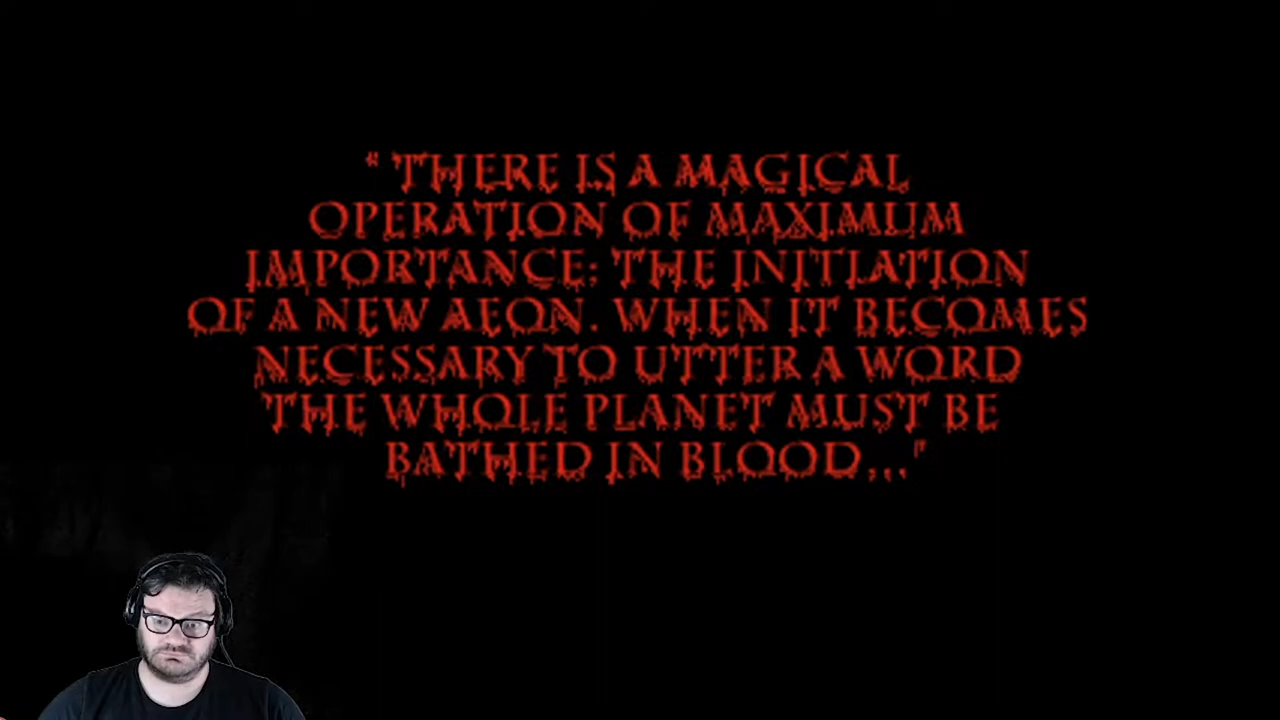 " THERE IS A MAGICAL
OPERATION OF MAXIMUM
IMPORTANCE: THE INITIATION
OF A NEW AEON. WHEN IT BECOMES
NECESSARY TO UTTER A WORD
THE WHOLE PLANET MUST BE
BATHED IN BLOOD..."